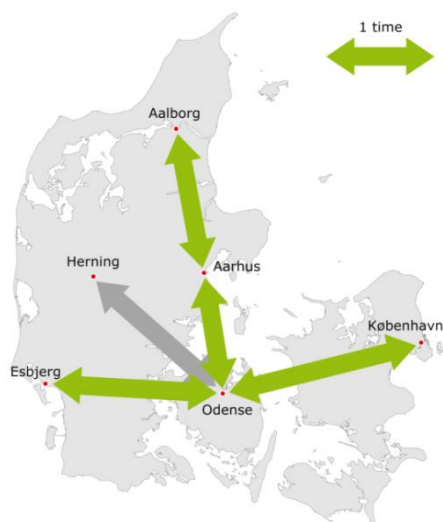 1 time
Aalborg
Herning
Aarhus
København
Esbjerg
Odense